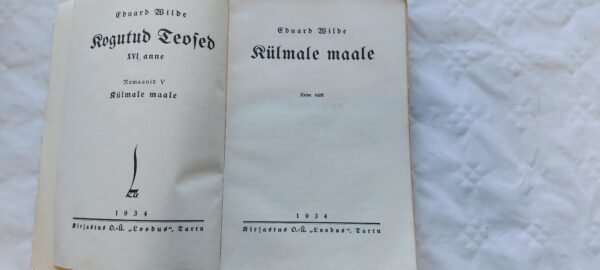 Eduard Wilde
Kogutud Teosed
XVI anne
Romaanid V
Külmale maale
1934
Kirjastus O.-Ü. „Loodus“, Tartu
Eduard Wilde
Külmale maale
1934
Kirjastus O.-Ü. „Loodus“, Tartu